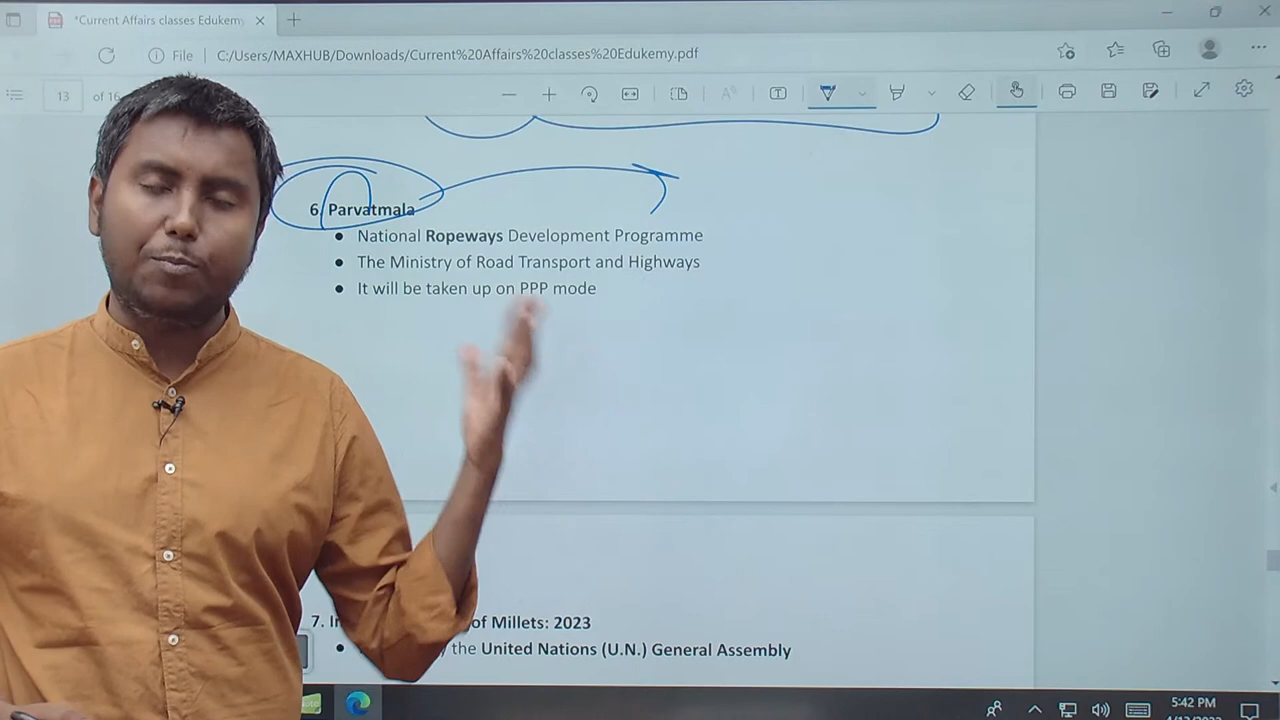 *Current Affairs classes Edukemy
File C:/Users/MAXHUB/Downloads/Current%20Affairs%20classes%20Edukemy.pdf
13 of 16
6. Parvatmala
National Ropeways Development Programme
The Ministry of Road Transport and Highways
It will be taken up on PPP mode
7. of Millets: 2023
the United Nations (U.N.) General Assembly
5:42 PM